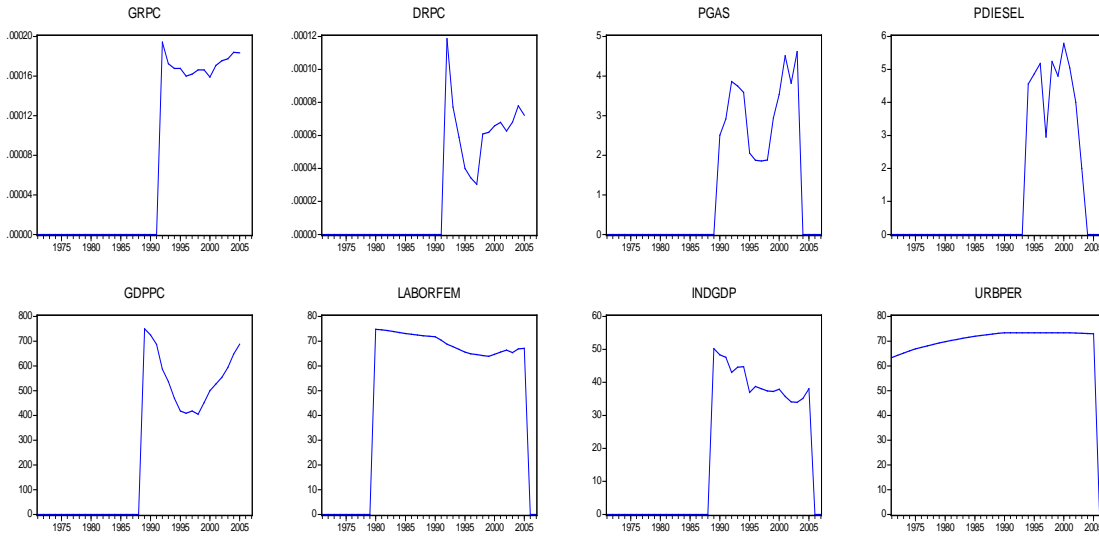 GRPC DRPC PGAS PDIESEL
.00020 .00012 5 6
.00016 .00010 4 5
.00012 .00008 3 4
.00008 .00006 2 3
.00004 .00004 1 2
.00000 .00002 0 1
.00000 0
1975 1980 1985 1990 1995 2000 2005 1975 1980 1985 1990 1995 2000 2005 1975 1980 1985 1990 1995 2000 2005 1975 1980 1985 1990 1995 2000 2005
GDPPC LABORFEM INDGDP URBPER
800 80 60 80
700 70 50 70
600 60 40 60
500 50 30 50
400 40 20 40
300 30 10 30
200 20 0 20
100 10 10
0 0 0
1975 1980 1985 1990 1995 2000 2005 1975 1980 1985 1990 1995 2000 2005 1975 1980 1985 1990 1995 2000 2005 1975 1980 1985 1990 1995 2000 2005